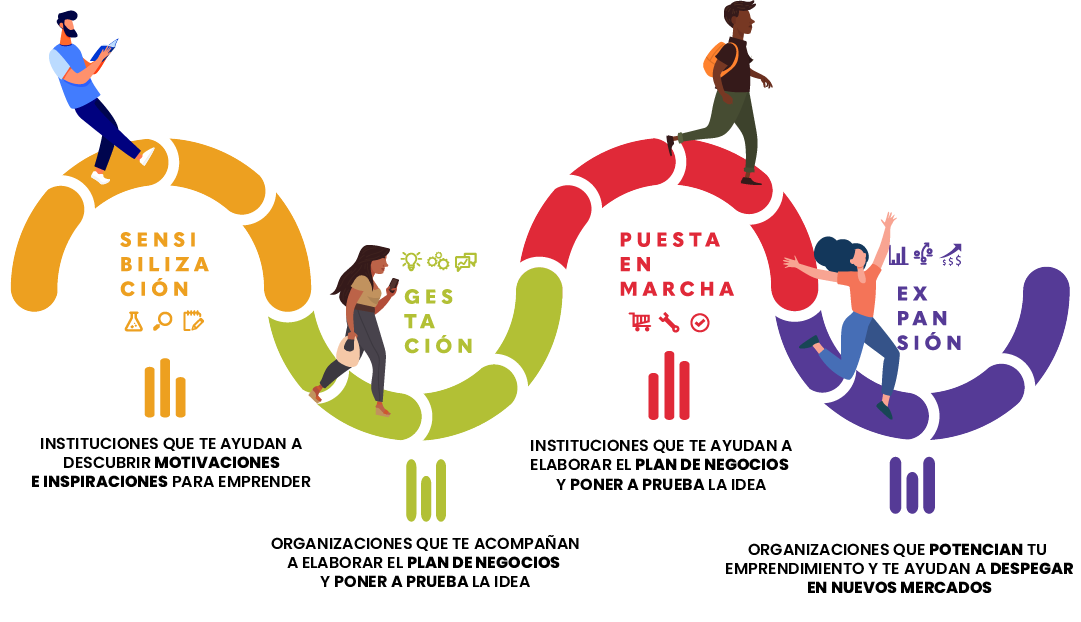 SENSI
BILIZA
CIÓN
GES
TA
CIÓN
PUESTA
EN
MARCHA
EX
PAN
SIÓN
$$$
INSTITUCIONES QUE TE AYUDAN A
DESCUBRIR MOTIVACIONES
E INSPIRACIONES PARA EMPRENDER
ORGANIZACIONES QUE TE ACOMPAÑAN
A ELABORAR EL PLAN DE NEGOCIOS
Y PONER A PRUEBA LA IDEA
INSTITUCIONES QUE TE AYUDAN A
ELABORAR EL PLAN DE NEGOCIOS
Y PONER A PRUEBA LA IDEA
ORGANIZACIONES QUE POTENCIAN TU
EMPRENDIMIENTO Y TE AYUDAN A DESPEGAR
EN NUEVOS MERCADOS